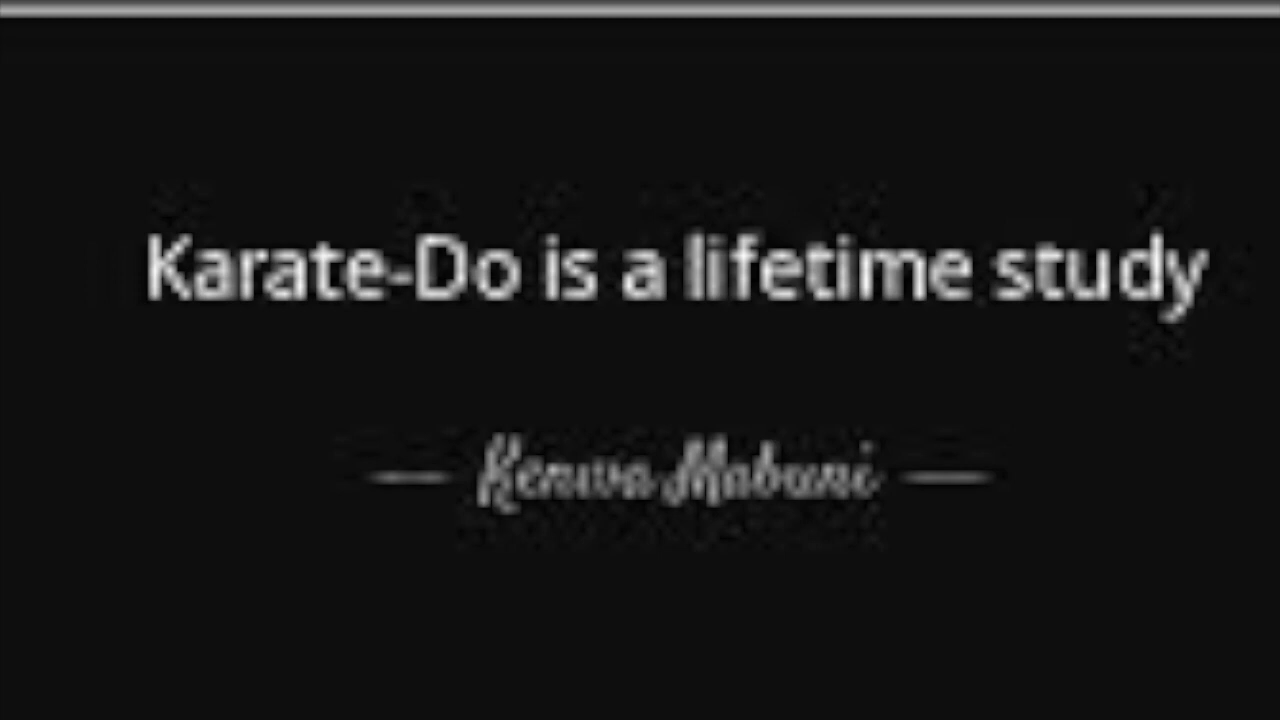 Karate-Do is a lifetime study
— Kenwa Mabuni —